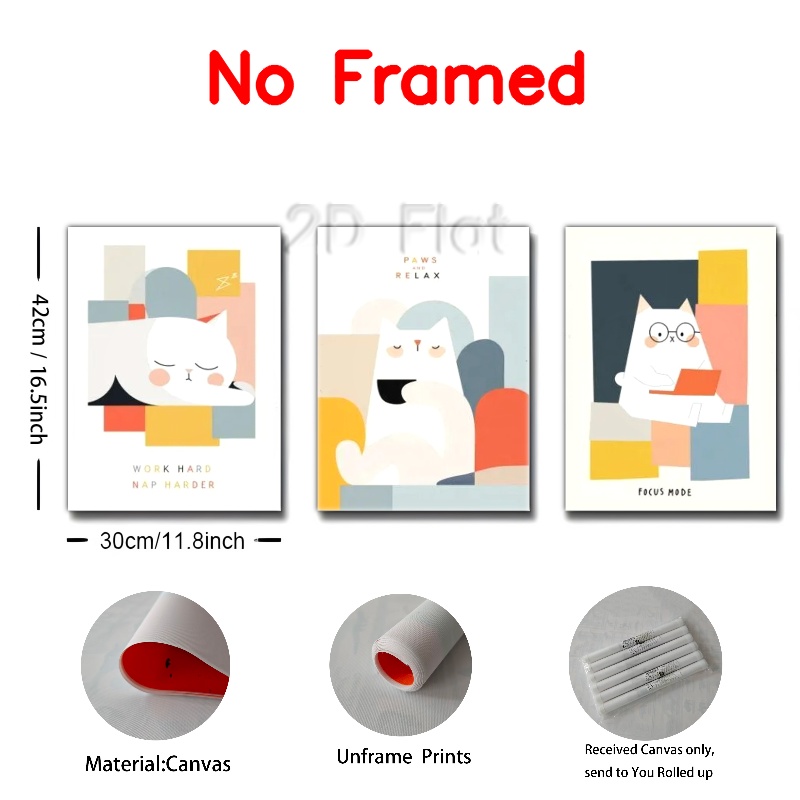 No Framed
2D Flat
PAWS
AND
RELAX
42cm / 16.5inch
WORK HARD
NAP HARDER
FOCUS MODE
30cm/11.8inch
Material:Canvas
Unframe Prints
Received Canvas only,
send to You Rolled up